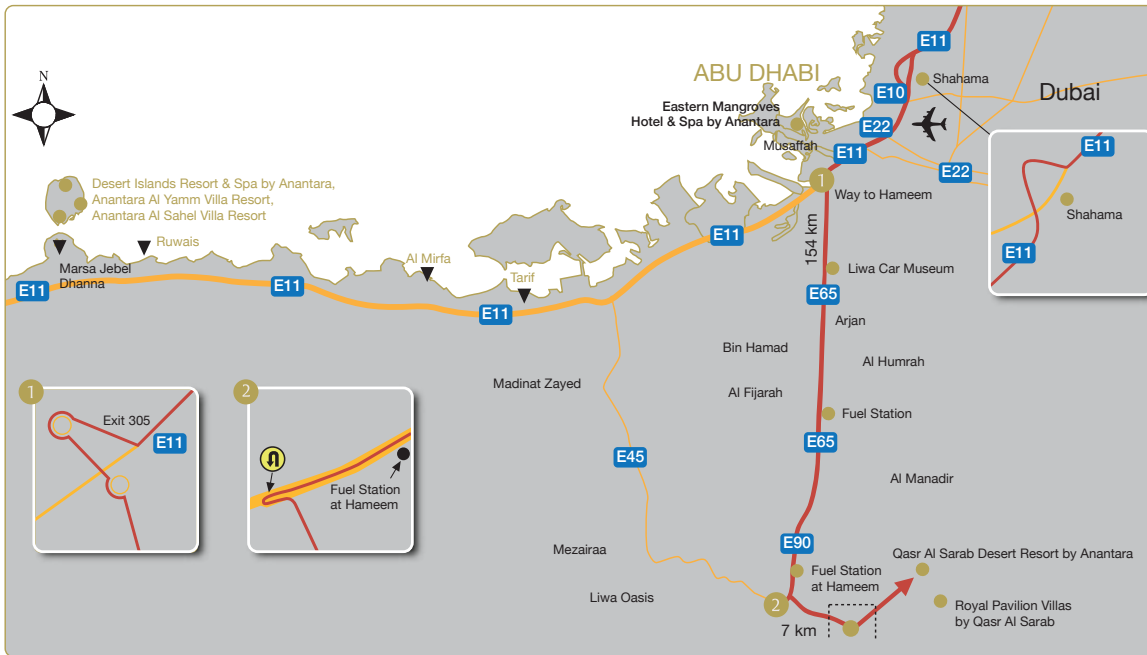 N
ABU DHABI
Eastern Mangroves
Hotel & Spa by Anantara
Musaffah
E11
Shahama
E10
Dubai
E22
E11
E22
1
Way to Hameem
E11
Shahama
E11
Desert Islands Resort & Spa by Anantara,
Anantara Al Yamm Villa Resort,
Anantara Al Sahel Villa Resort
Ruwais
Marsa Jebel
Dhanna
Al Mirfa
Tarif
E11
E11
E11
E11
154 km
Liwa Car Museum
E65
Arjan
Bin Hamad
Al Humrah
Madinat Zayed
Al Fijarah
Fuel Station
E65
E45
Al Manadir
1
Exit 305
E11
2
Fuel Station
at Hameem
Mezairaa
E90
Qasr Al Sarab Desert Resort by Anantara
Fuel Station
at Hameem
Liwa Oasis
2
7 km
Royal Pavilion Villas
by Qasr Al Sarab